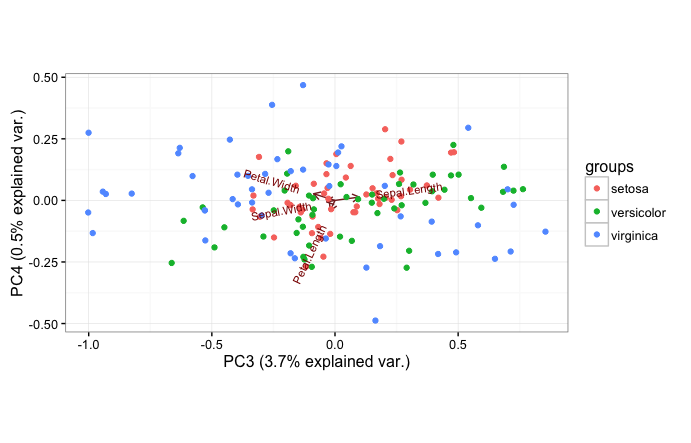 0.50
0.25
0.00
-0.25
-0.50
PC4 (0.5% explained var.)
Petal.Width
Sepal.Length
Sepal.Width
Petal.Length
-1.0
-0.5
0.0
0.5
PC3 (3.7% explained var.)
groups
setosa
versicolor
virginica